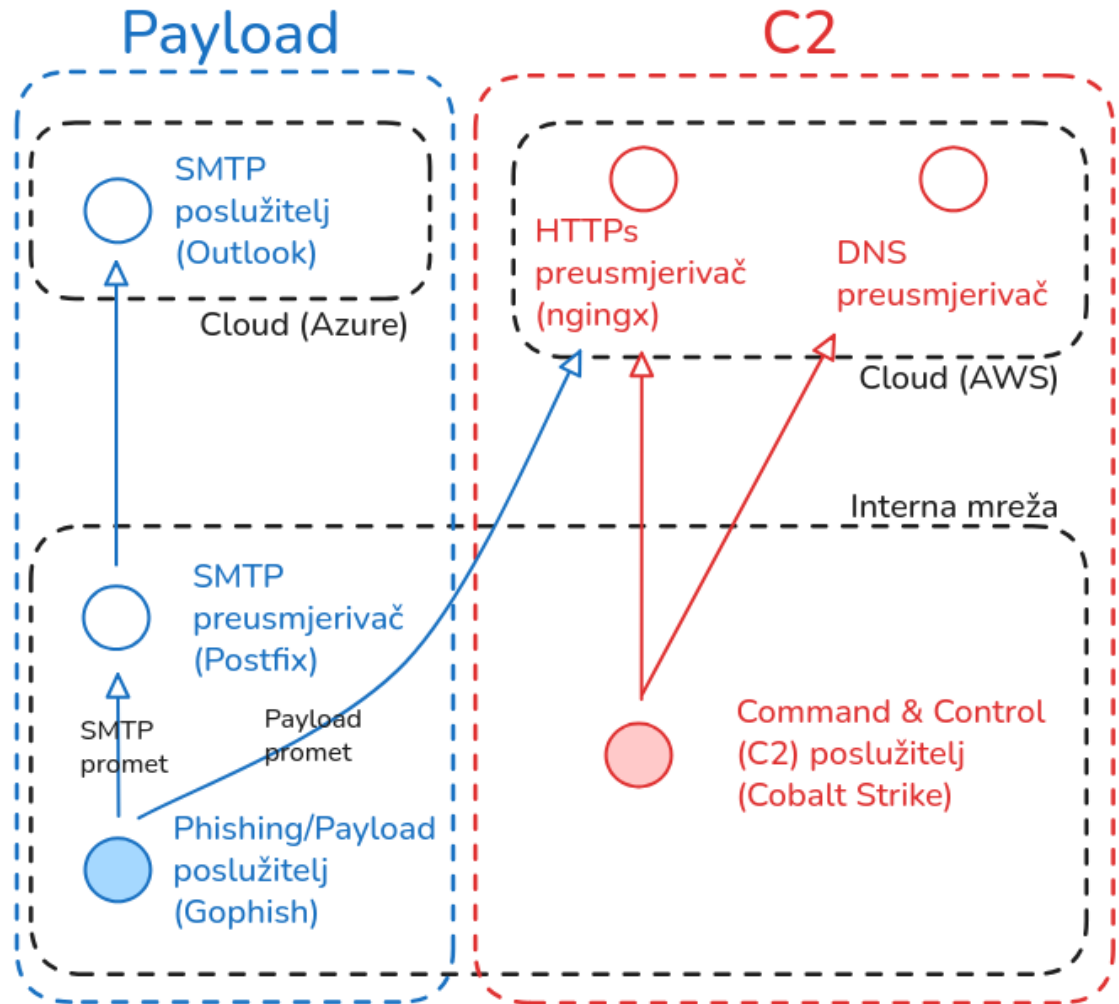 Payload
C2
SMTP
poslužitelj
(Outlook)
Cloud (Azure)
HTTPs
preusmjerivač
(ngingx)
DNS
preusmjerivač
Cloud (AWS)
Interna mreža
SMTP
preusmjerivač
(Postfix)
SMTP
promet
Payload
promet
Phishing/Payload
poslužitelj
(Gophish)
Command & Control
(C2) poslužitelj
(Cobalt Strike)